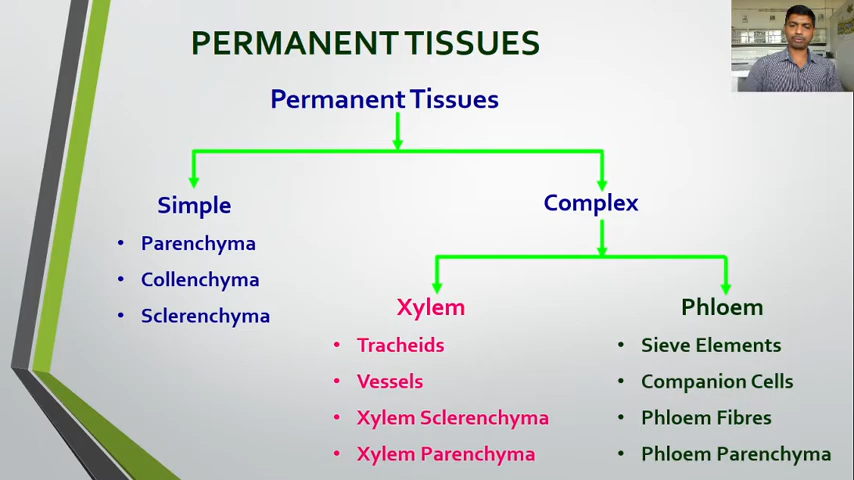 PERMANENT TISSUES
Permanent Tissues
Simple
• Parenchyma
• Collenchyma
• Sclerenchyma
Complex
Xylem
• Tracheids
• Vessels
• Xylem Sclerenchyma
• Xylem Parenchyma
Phloem
• Sieve Elements
• Companion Cells
• Phloem Fibres
• Phloem Parenchyma